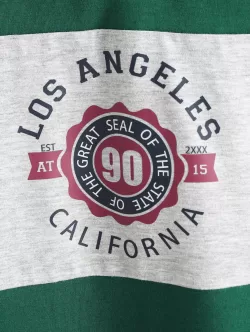 LOS ANGELES
EST 2XXX
THE GREAT SEAL OF THE STATE OF
AT 90 15
CALIFORNIA